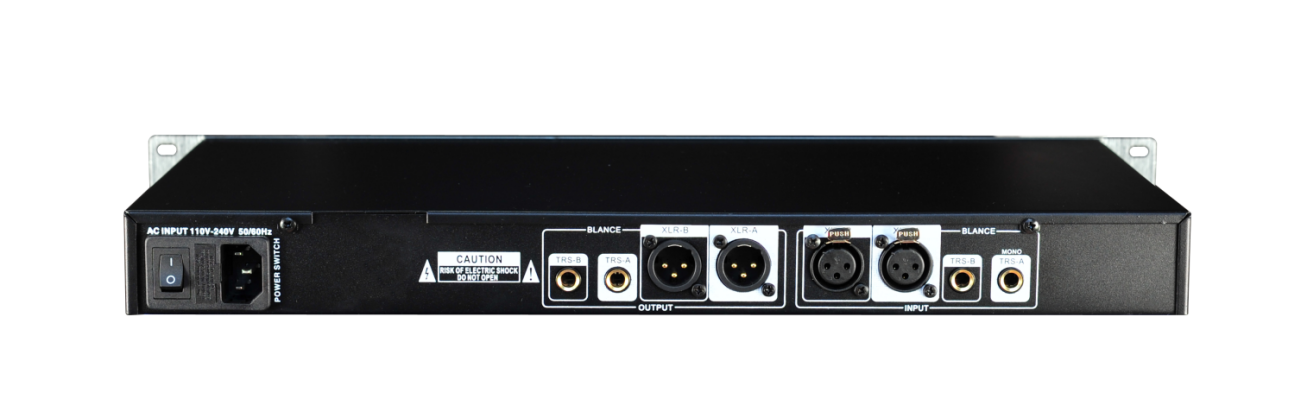 AC INPUT 110V-240V 50/60Hz
POWER SWITCH
CAUTION
RISK OF ELECTRIC SHOCK
DO NOT OPEN
BLANCE
TRS-B
TRS-A
XLR-B
XLR-A
OUTPUT
PUSH
PUSH
BLANCE
TRS-B
MONO
TRS-A
INPUT